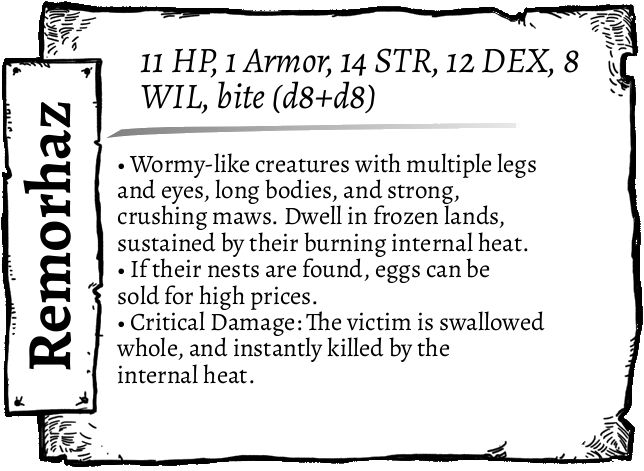 Remorhaz
11 HP, 1 Armor, 14 STR, 12 DEX, 8
WIL, bite (d8+d8)
• Wormy-like creatures with multiple legs
and eyes, long bodies, and strong,
crushing maws. Dwell in frozen lands,
sustained by their burning internal heat.
• If their nests are found, eggs can be
sold for high prices.
• Critical Damage: The victim is swallowed
whole, and instantly killed by the
internal heat.